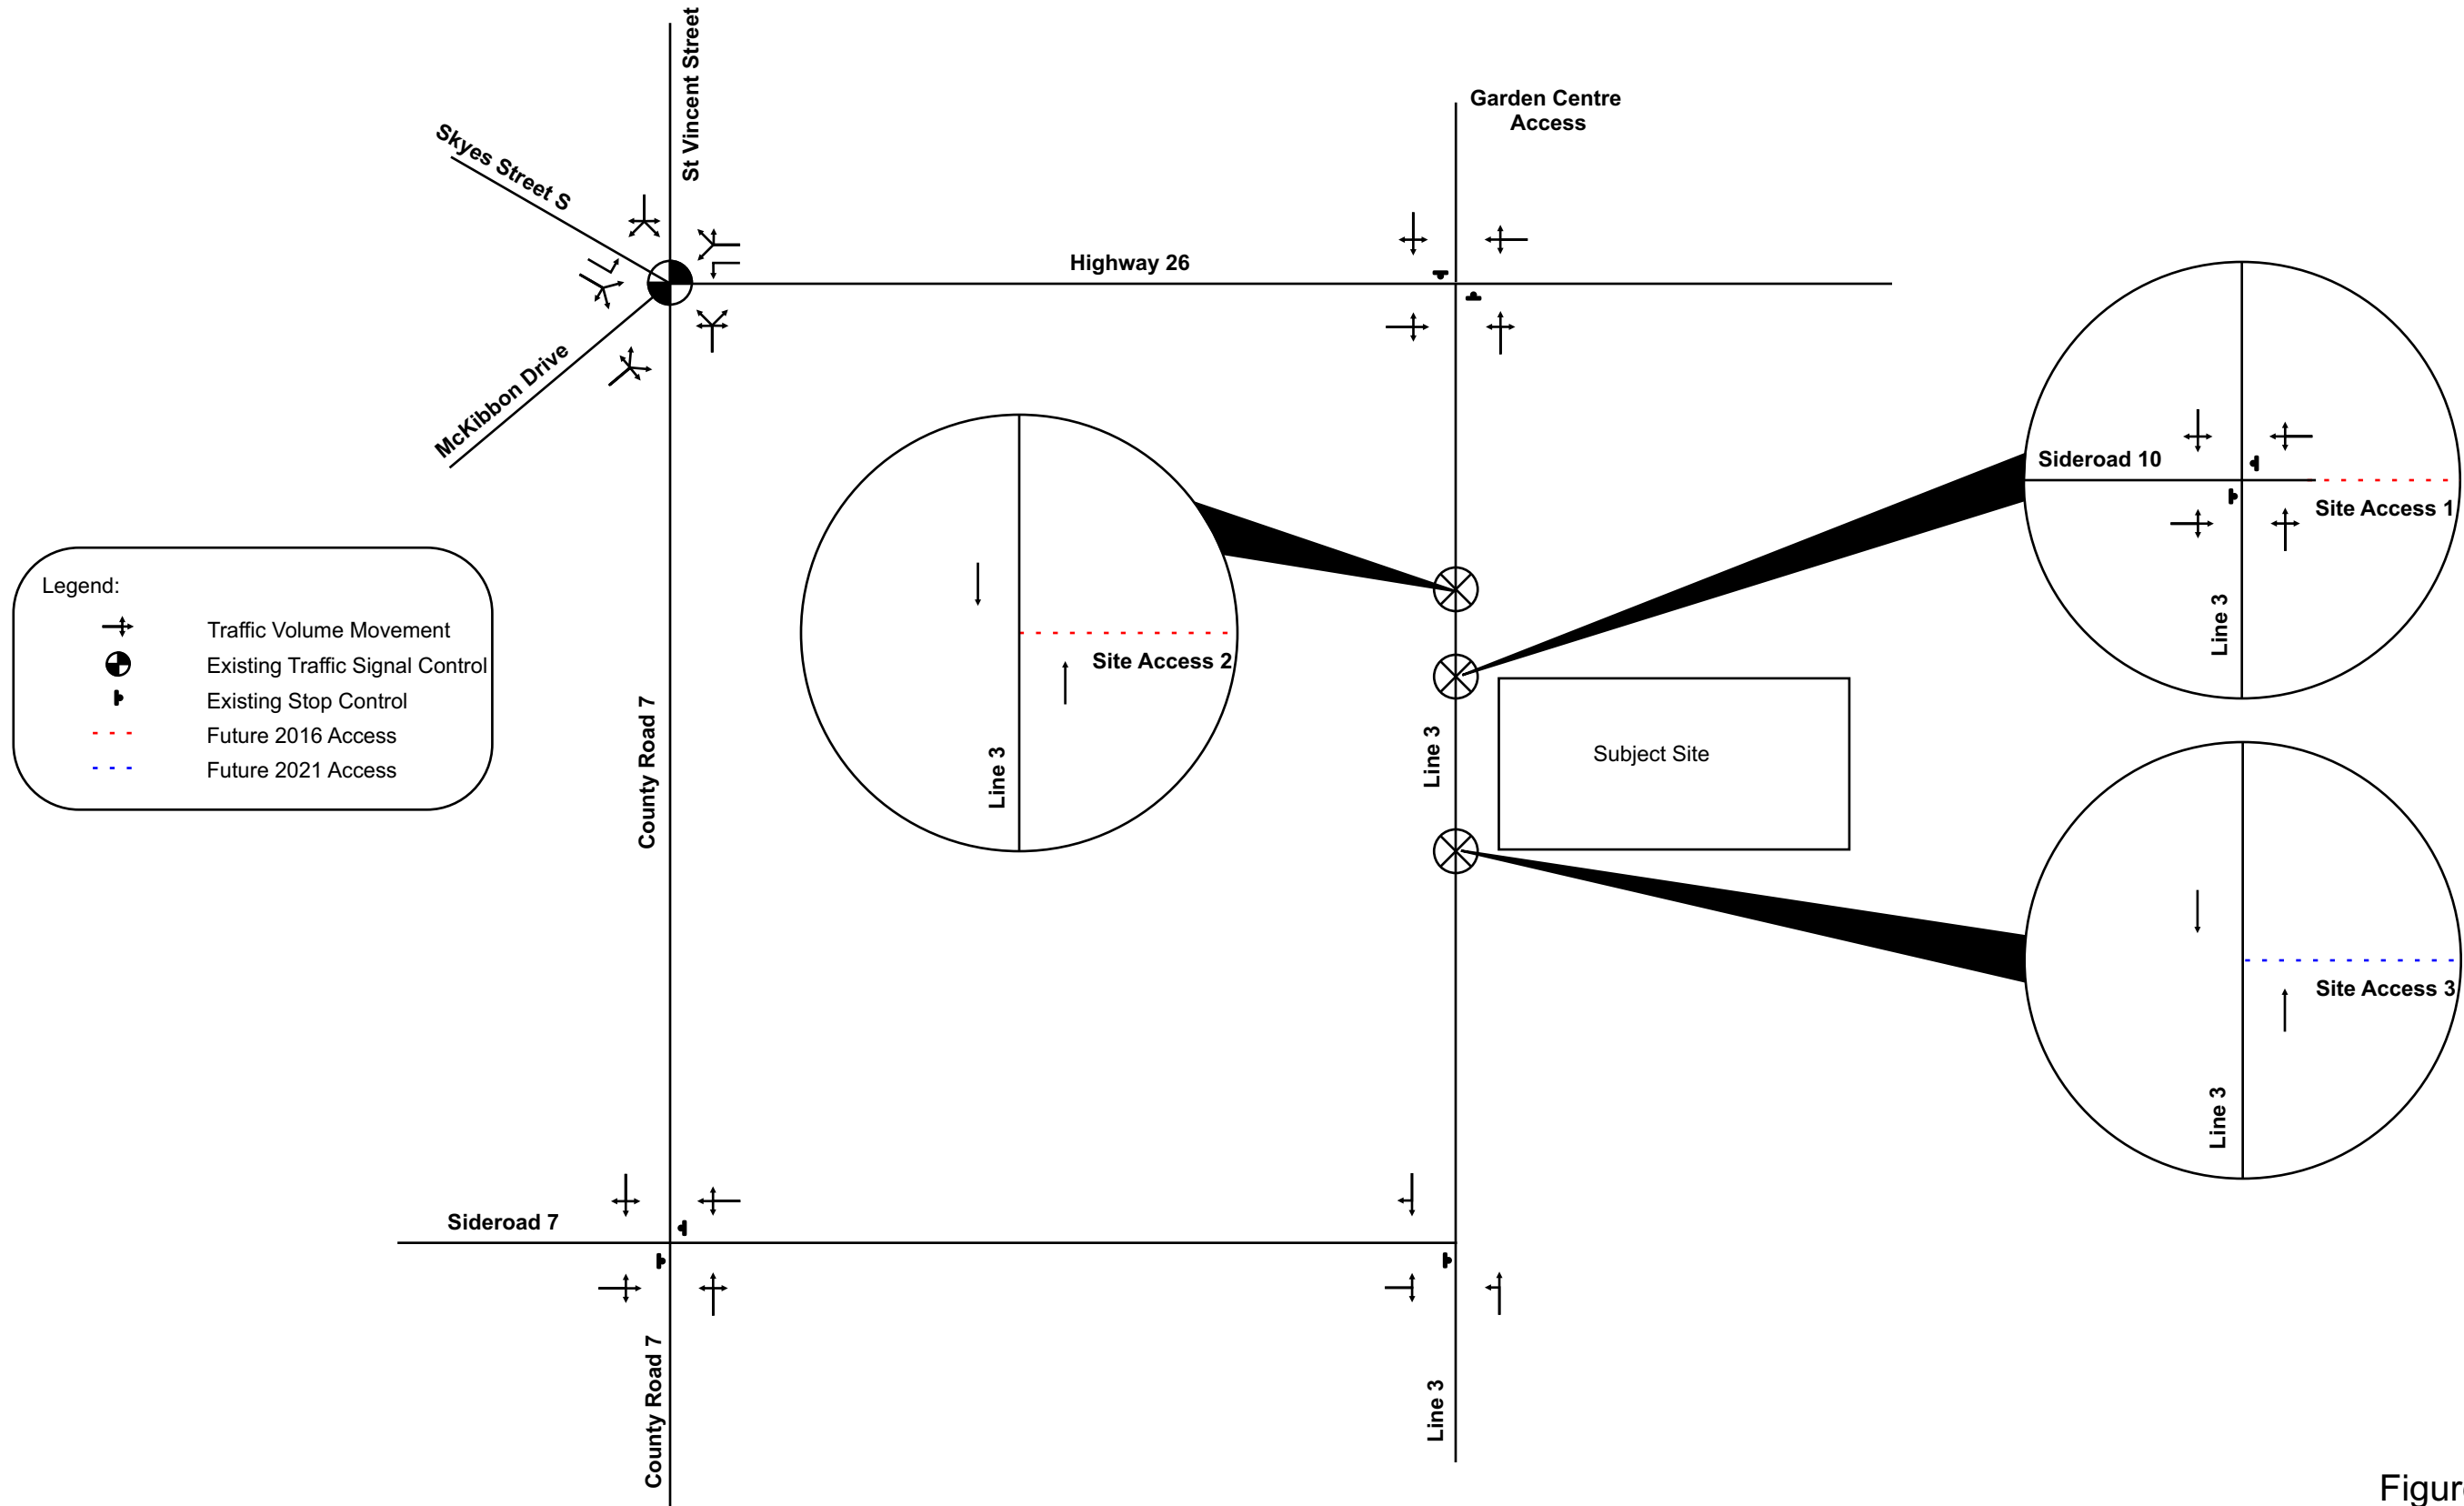 St Vincent Street
Garden Centre
Access
Skyes Street S
Highway 26
McKibbon Drive
Sideroad 10
Site Access 1
Line 3
Legend:
Traffic Volume Movement
Existing Traffic Signal Control
Existing Stop Control
Future 2016 Access
Future 2021 Access
County Road 7
Site Access 2
Line 3
Line 3
Subject Site
Site Access 3
Line 3
Sideroad 7
County Road 7
Line 3
Figur